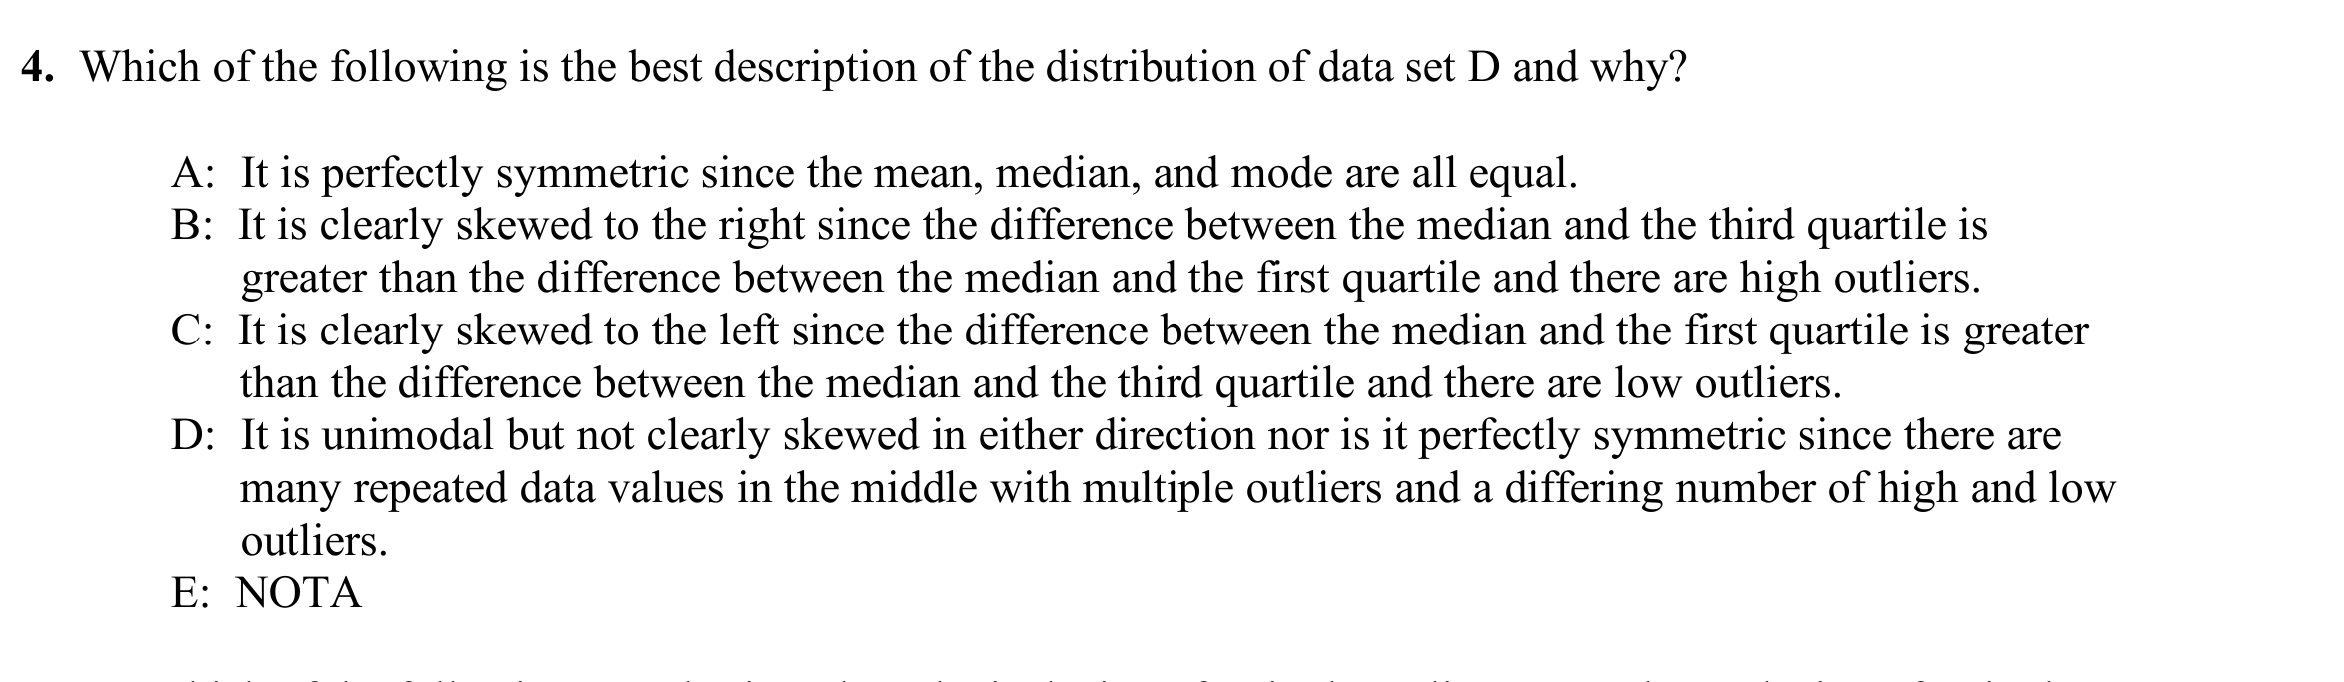 4. Which of the following is the best description of the distribution of data set D and why?
A: It is perfectly symmetric since the mean, median, and mode are all equal.
B: It is clearly skewed to the right since the difference between the median and the third quartile is
greater than the difference between the median and the first quartile and there are high outliers.
C: It is clearly skewed to the left since the difference between the median and the first quartile is greater
than the difference between the median and the third quartile and there are low outliers.
D: It is unimodal but not clearly skewed in either direction nor is it perfectly symmetric since there are
many repeated data values in the middle with multiple outliers and a differing number of high and low
outliers.
E: NOTA